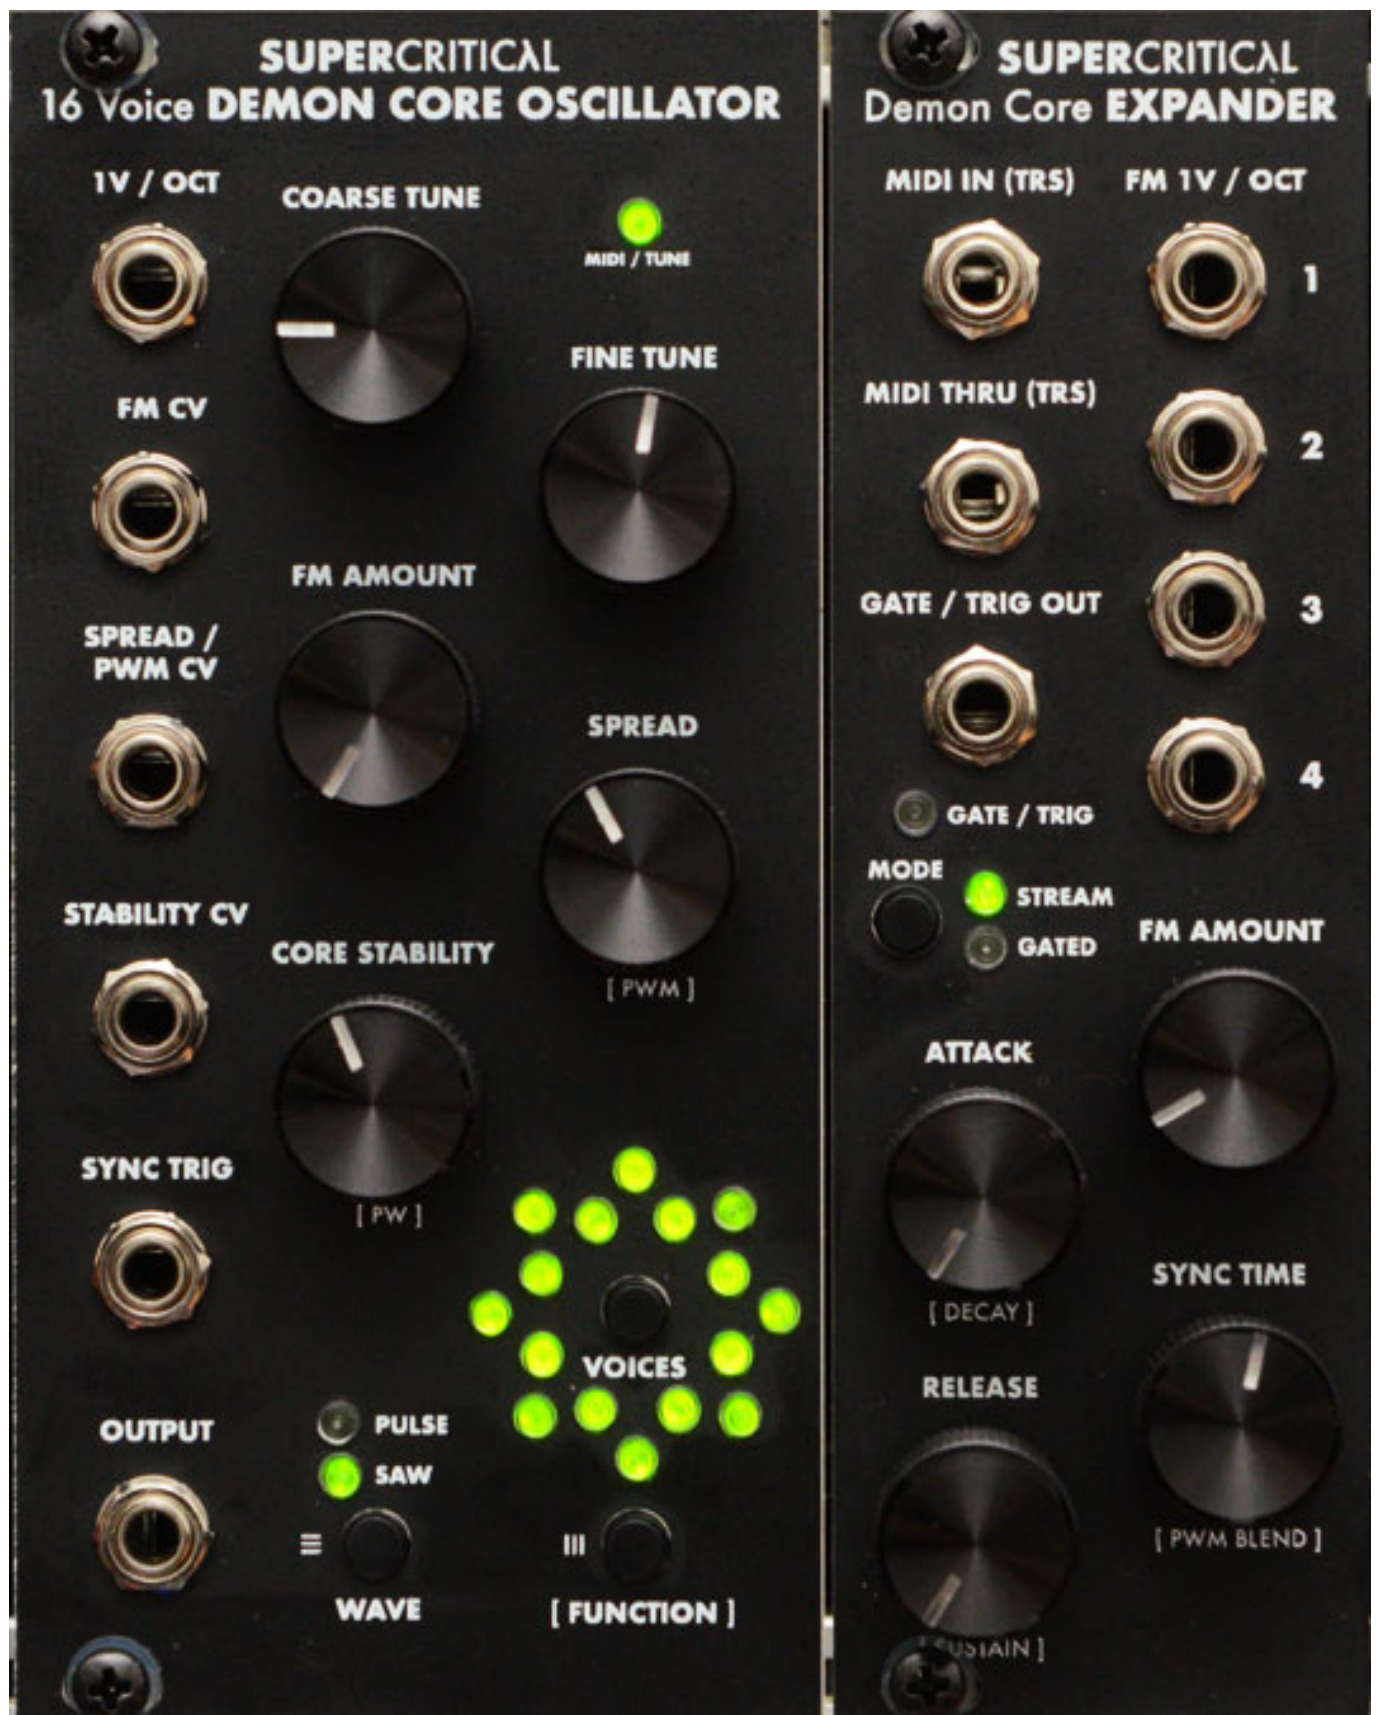 SUPERCRITICAL
16 Voice DEMON CORE OSCILLATOR
1V / OCT
COARSE TUNE
MIDI / TUNE
FINE TUNE
FM CV
FM AMOUNT
SPREAD /
PWM CV
SPREAD
[ PWM ]
STABILITY CV
CORE STABILITY
[ PW ]
SYNC TRIG
VOICES
OUTPUT
PULSE
SAW
WAVE
[ FUNCTION ]
SUPERCRITICAL
Demon Core EXPANDER
MIDI IN (TRS)
FM 1V / OCT
1
MIDI THRU (TRS)
2
GATE / TRIG OUT
3
4
GATE / TRIG
MODE
STREAM
GATED
FM AMOUNT
ATTACK
[ DECAY ]
SYNC TIME
RELEASE
[ PWM BLEND ]
[ SUSTAIN ]